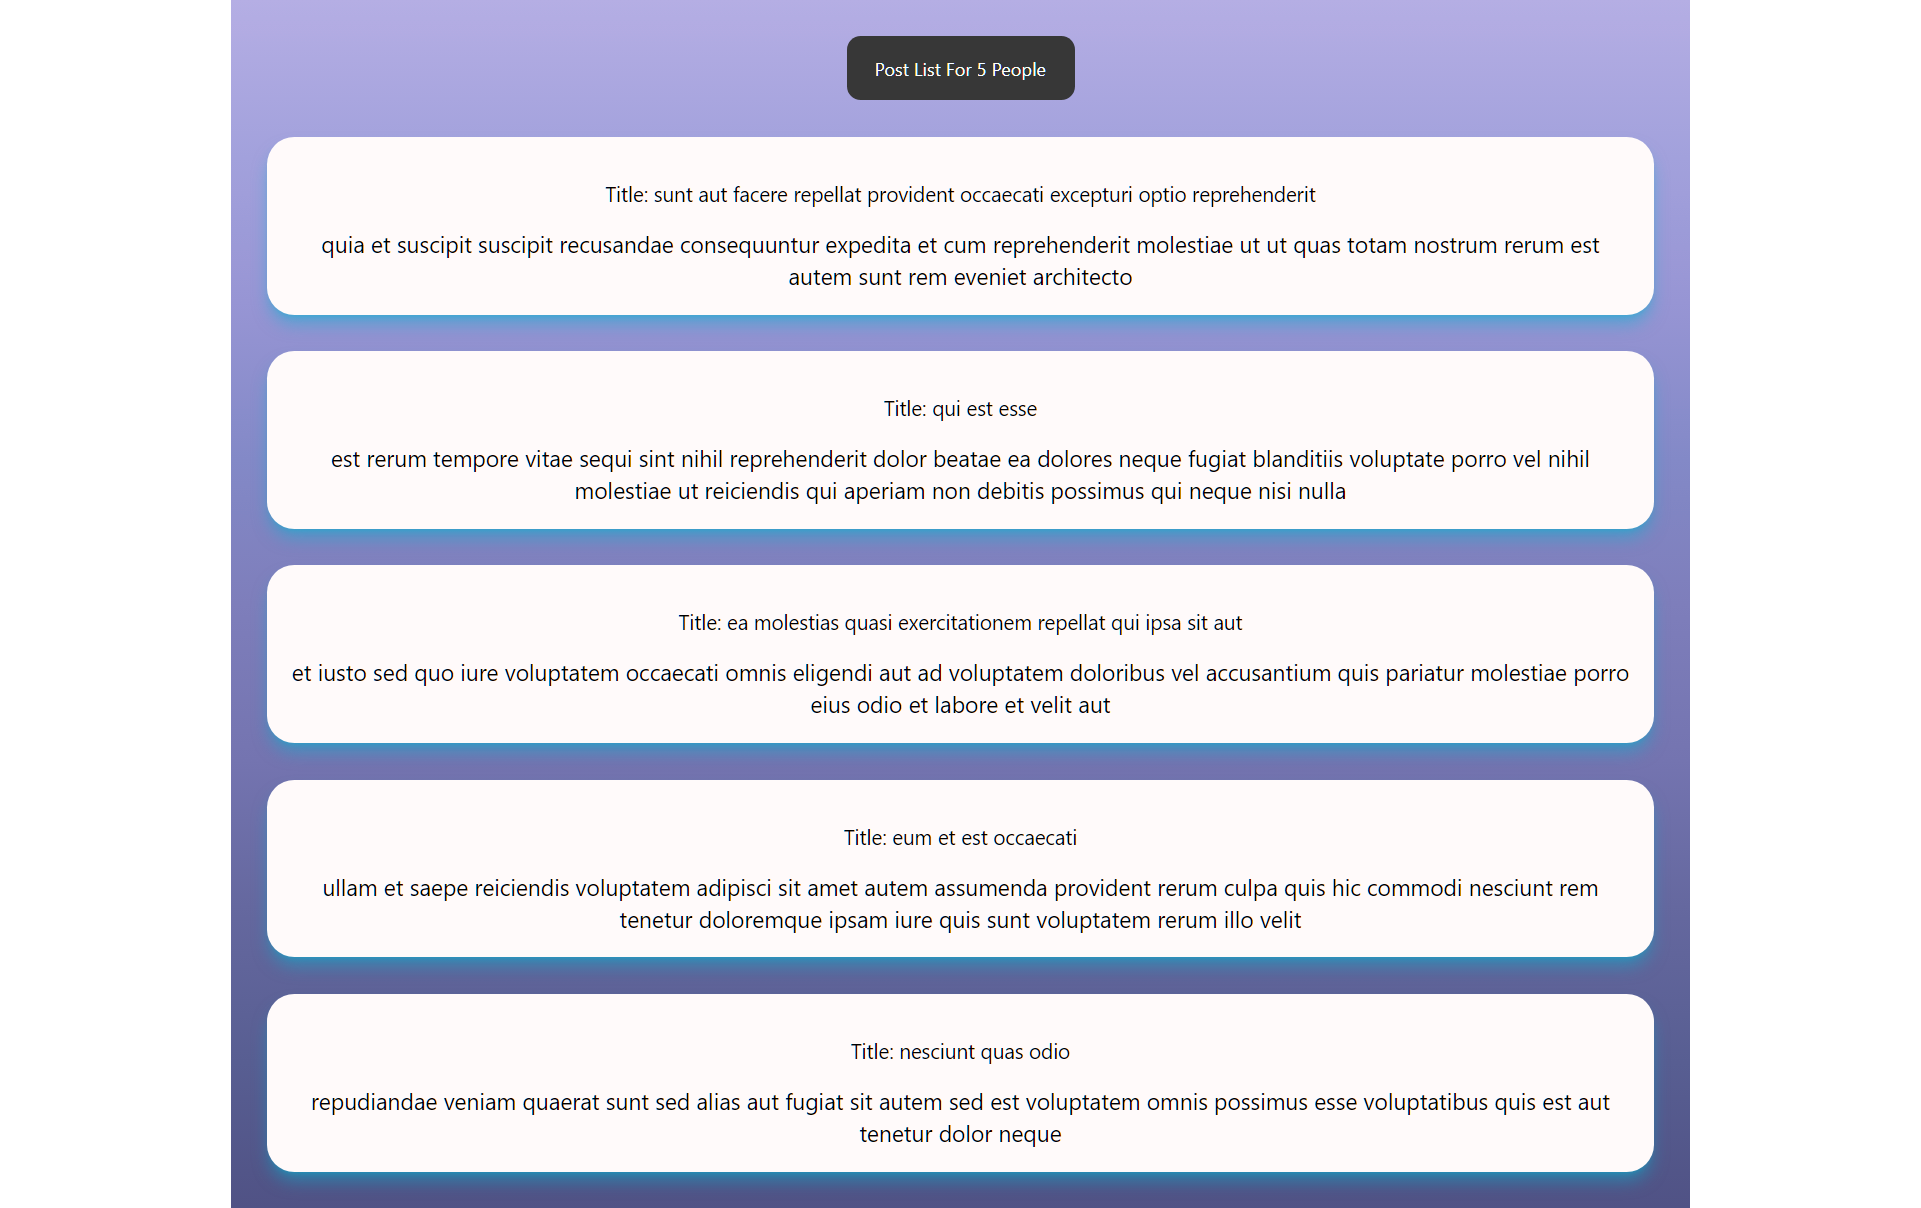 Post List For 5 People
Title: sunt aut facere repellat provident occaecati excepturi optio reprehenderit
quia et suscipit suscipit recusandae consequuntur expedita et cum reprehenderit molestiae ut ut quas totam nostrum rerum est
autem sunt rem eveniet architecto
Title: qui est esse
est rerum tempore vitae sequi sint nihil reprehenderit dolor beatae ea dolores neque fugiat blanditiis voluptate porro vel nihil
molestiae ut reiciendis qui aperiam non debitis possimus qui neque nisi nulla
Title: ea molestias quasi exercitationem repellat qui ipsa sit aut
et iusto sed quo iure voluptatem occaecati omnis eligendi aut ad voluptatem doloribus vel accusantium quis pariatur molestiae porro
eius odio et labore et velit aut
Title: eum et est occaecati
ullam et saepe reiciendis voluptatem adipisci sit amet autem assumenda provident rerum culpa quis hic commodi nesciunt rem
tenetur doloremque ipsam iure quis sunt voluptatem rerum illo velit
Title: nesciunt quas odio
repudiandae veniam quaerat sunt sed alias aut fugiat sit autem sed est voluptatem omnis possimus esse voluptatibus quis est aut
tenetur dolor neque